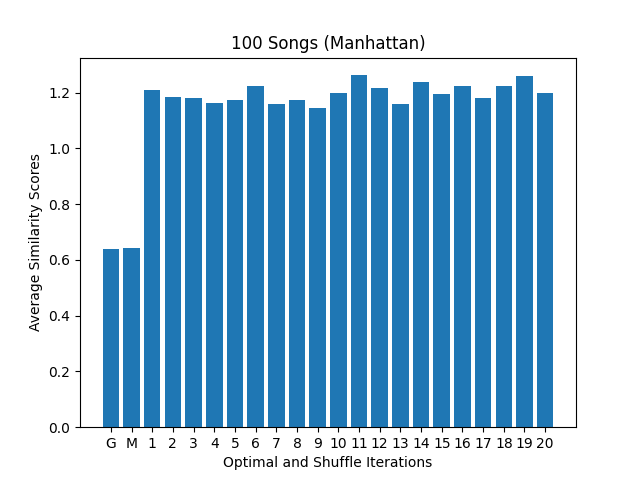 100 Songs (Manhattan)
Average Similarity Scores
1.2
1.0
0.8
0.6
0.4
0.2
0.0
G M 1 2 3 4 5 6 7 8 9 10 11 12 13 14 15 16 17 18 19 20
Optimal and Shuffle Iterations